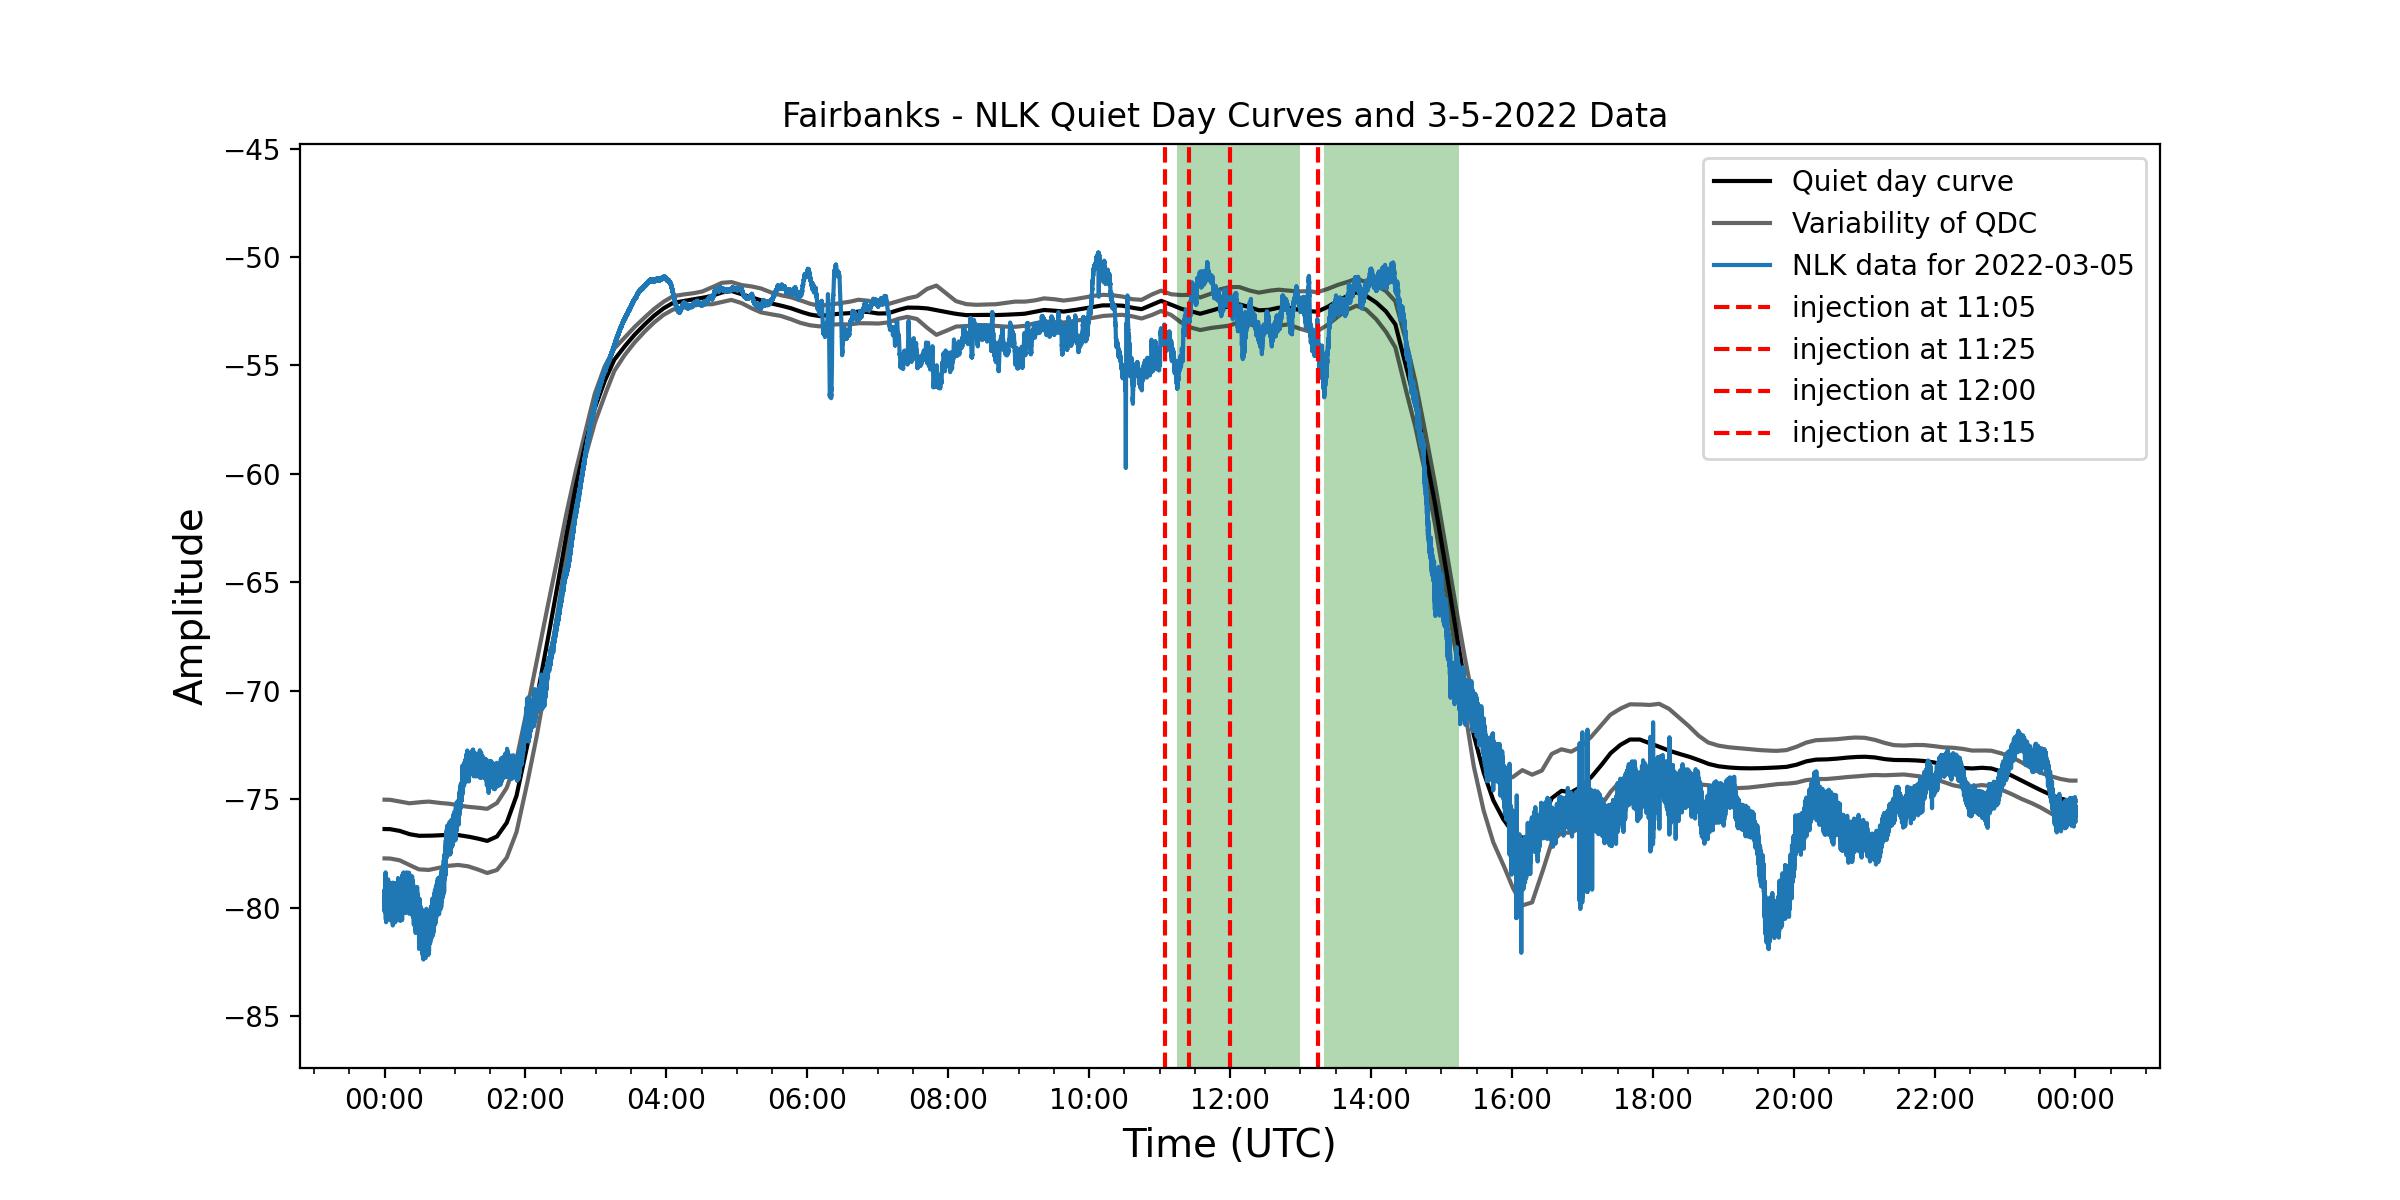 Fairbanks - NLK Quiet Day Curves and 3-5-2022 Data
−45
−50
−55
−60
−65
−70
−75
−80
−85
Amplitude
Quiet day curve
Variability of QDC
NLK data for 2022-03-05
injection at 11:05
injection at 11:25
injection at 12:00
injection at 13:15
00:00 02:00 04:00 06:00 08:00 10:00 12:00 14:00 16:00 18:00 20:00 22:00 00:00
Time (UTC)